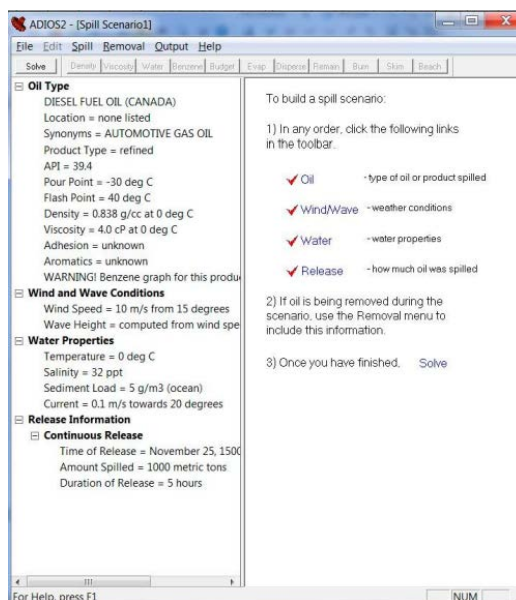 ADIOS2 - [Spill Scenario1]
File Edit Spill Removal Output Help
Solve Density Viscosity Water Benzene Budget Evap Disperse Remain Burn Skim Beach
Oil Type
DIESEL FUEL OIL (CANADA)
Location = none listed
Synonyms = AUTOMOTIVE GAS OIL
Product Type = refined
API = 39.4
Pour Point = -30 deg C
Flash Point = 40 deg C
Density = 0.838 g/cc at 0 deg C
Viscosity = 4.0 cP at 0 deg C
Adhesion = unknown
Aromatics = unknown
WARNING! Benzene graph for this produ
Wind and Wave Conditions
Wind Speed = 10 m/s from 15 degrees
Wave Height = computed from wind spe
Water Properties
Temperature = 0 deg C
Salinity = 32 ppt
Sediment Load = 5 g/m3 (ocean)
Current = 0.1 m/s towards 20 degrees
Release Information
Continuous Release
Time of Release = November 25, 1500
Amount Spilled = 1000 metric tons
Duration of Release = 5 hours
To build a spill scenario:
1) In any order, click the following links
in the toolbar.
Oil - type of oil or product spilled
Wind/Wave - weather conditions
Water - water properties
Release - how much oil was spilled
2) If oil is being removed during the
scenario, use the Removal menu to
include this information.
3) Once you have finished, Solve
For Help, press F1
NUM